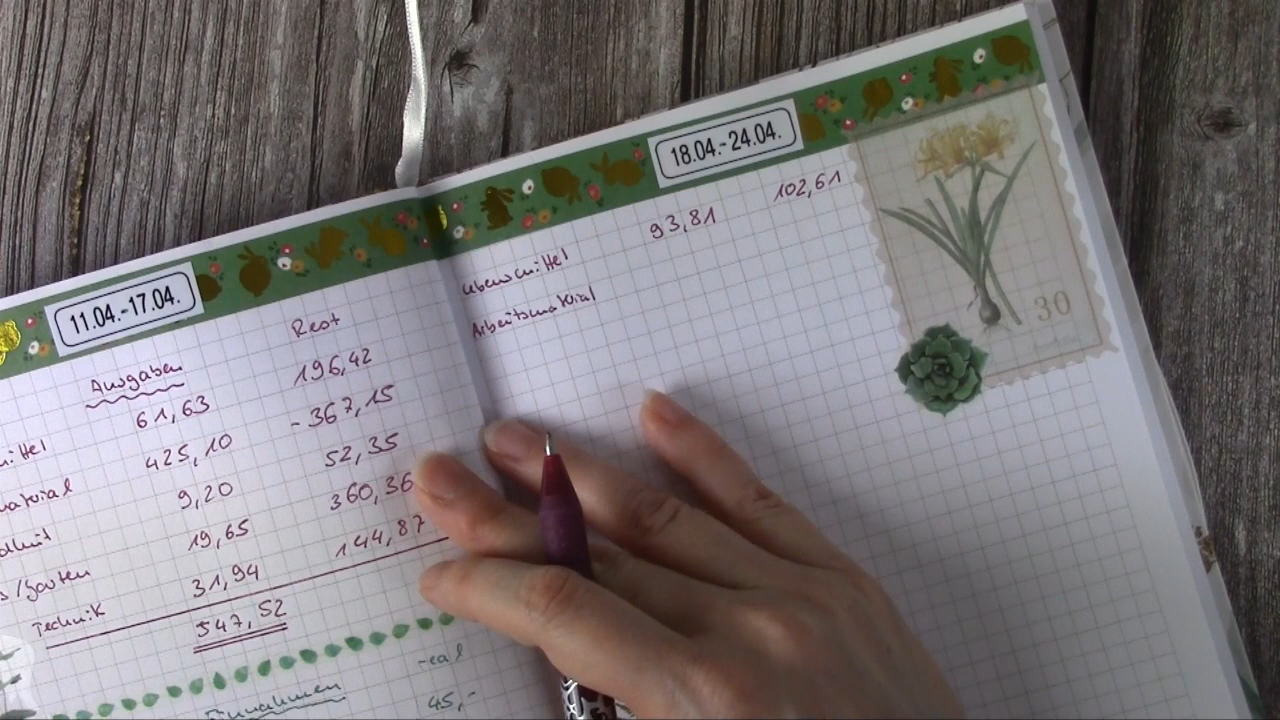 11.04.-17.04.
Ausgaben Rest
61,63 196,42
425,10 -367,15
9,20 52,35
19,65 360,36
Technik 31,94 144,87
547,52
Einnahmen
45,-
18.04.-24.04.
93,81 102,61
Arbeitsmaterial
30